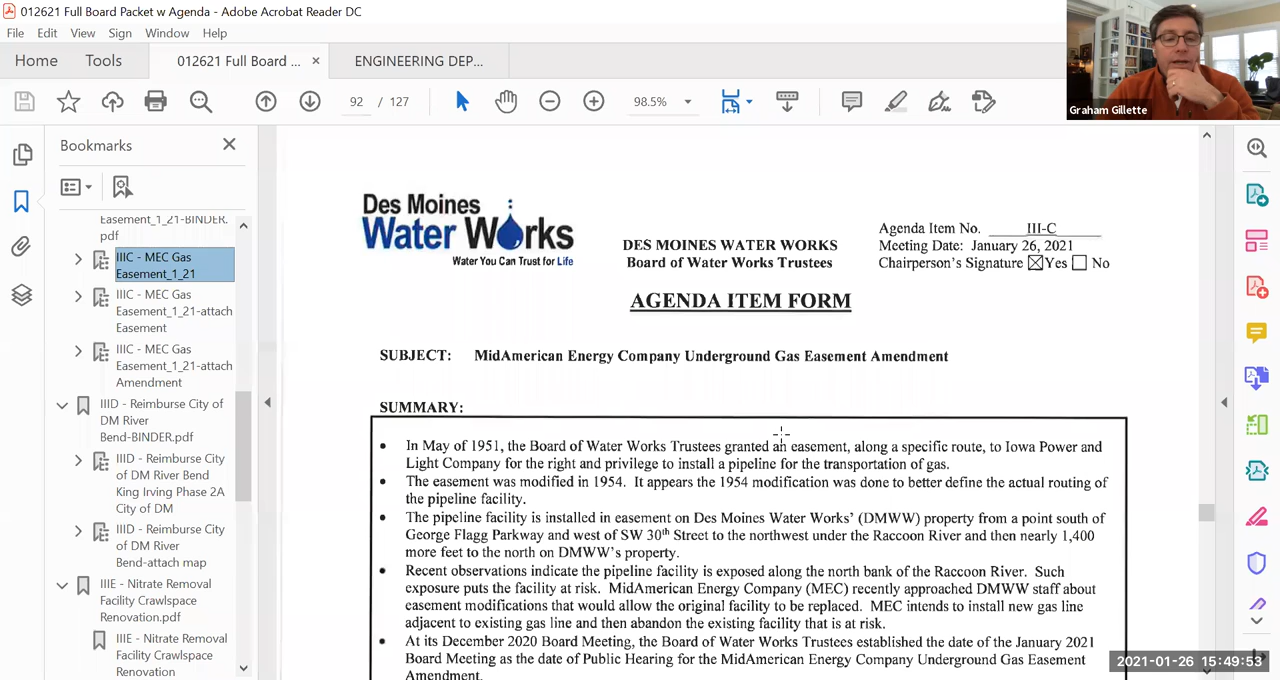 012621 Full Board Packet w Agenda - Adobe Acrobat Reader DC
File Edit View Sign Window Help
Home Tools 012621 Full Board ... × ENGINEERING DEP...
92 / 127 98.5%
Graham Gillette
Bookmarks
Easement_1_21-BINDER.
pdf
IIIC - MEC Gas
Easement_1_21
IIIC - MEC Gas
Easement_1_21-attach
Easement
IIIC - MEC Gas
Easement_1_21-attach
Amendment
IIID - Reimburse City of
DM River
Bend-BINDER.pdf
IIID - Reimburse City
of DM River Bend
King Irving Phase 2A
City of DM
IIID - Reimburse City
of DM River
Bend-attach map
IIIE - Nitrate Removal
Facility Crawlspace
Renovation.pdf
IIIE - Nitrate Removal
Facility Crawlspace
Renovation
Des Moines
Water Works
Water You Can Trust for Life
DES MOINES WATER WORKS
Board of Water Works Trustees
Agenda Item No. III-C
Meeting Date: January 26, 2021
Chairperson's Signature ☒ Yes ☐ No
AGENDA ITEM FORM
SUBJECT: MidAmerican Energy Company Underground Gas Easement Amendment
SUMMARY:
• In May of 1951, the Board of Water Works Trustees granted an easement, along a specific route, to Iowa Power and
Light Company for the right and privilege to install a pipeline for the transportation of gas.
• The easement was modified in 1954. It appears the 1954 modification was done to better define the actual routing of
the pipeline facility.
• The pipeline facility is installed in easement on Des Moines Water Works' (DMWW) property from a point south of
George Flagg Parkway and west of SW 30th Street to the northwest under the Raccoon River and then nearly 1,400
more feet to the north on DMWW's property.
• Recent observations indicate the pipeline facility is exposed along the north bank of the Raccoon River. Such
exposure puts the facility at risk. MidAmerican Energy Company (MEC) recently approached DMWW staff about
easement modifications that would allow the original facility to be replaced. MEC intends to install new gas line
adjacent to existing gas line and then abandon the existing facility that is at risk.
• At its December 2020 Board Meeting, the Board of Water Works Trustees established the date of the January 2021
Board Meeting as the date of Public Hearing for the MidAmerican Energy Company Underground Gas Easement
Amendment.
2021-01-26 15:49:53